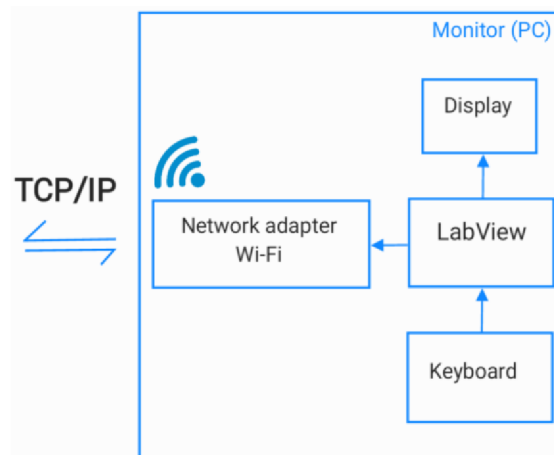 Monitor (PC)
Display
TCP/IP
Network adapter
Wi-Fi
LabView
Keyboard